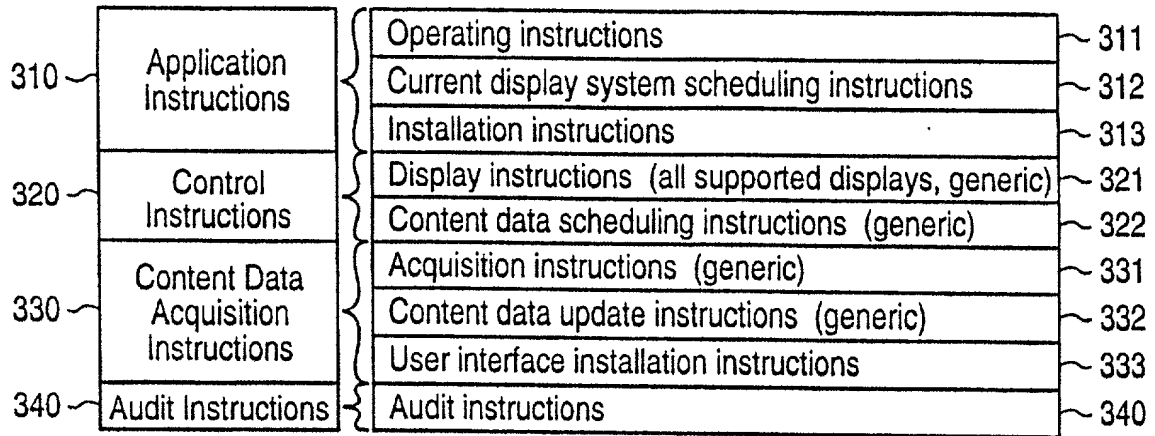 310
Application
Instructions
Operating instructions
311
Current display system scheduling instructions
312
Installation instructions
313
320
Control
Instructions
Display instructions (all supported displays, generic)
321
Content data scheduling instructions (generic)
322
330
Content Data
Acquisition
Instructions
Acquisition instructions (generic)
331
Content data update instructions (generic)
332
User interface installation instructions
333
340
Audit Instructions
Audit instructions
340